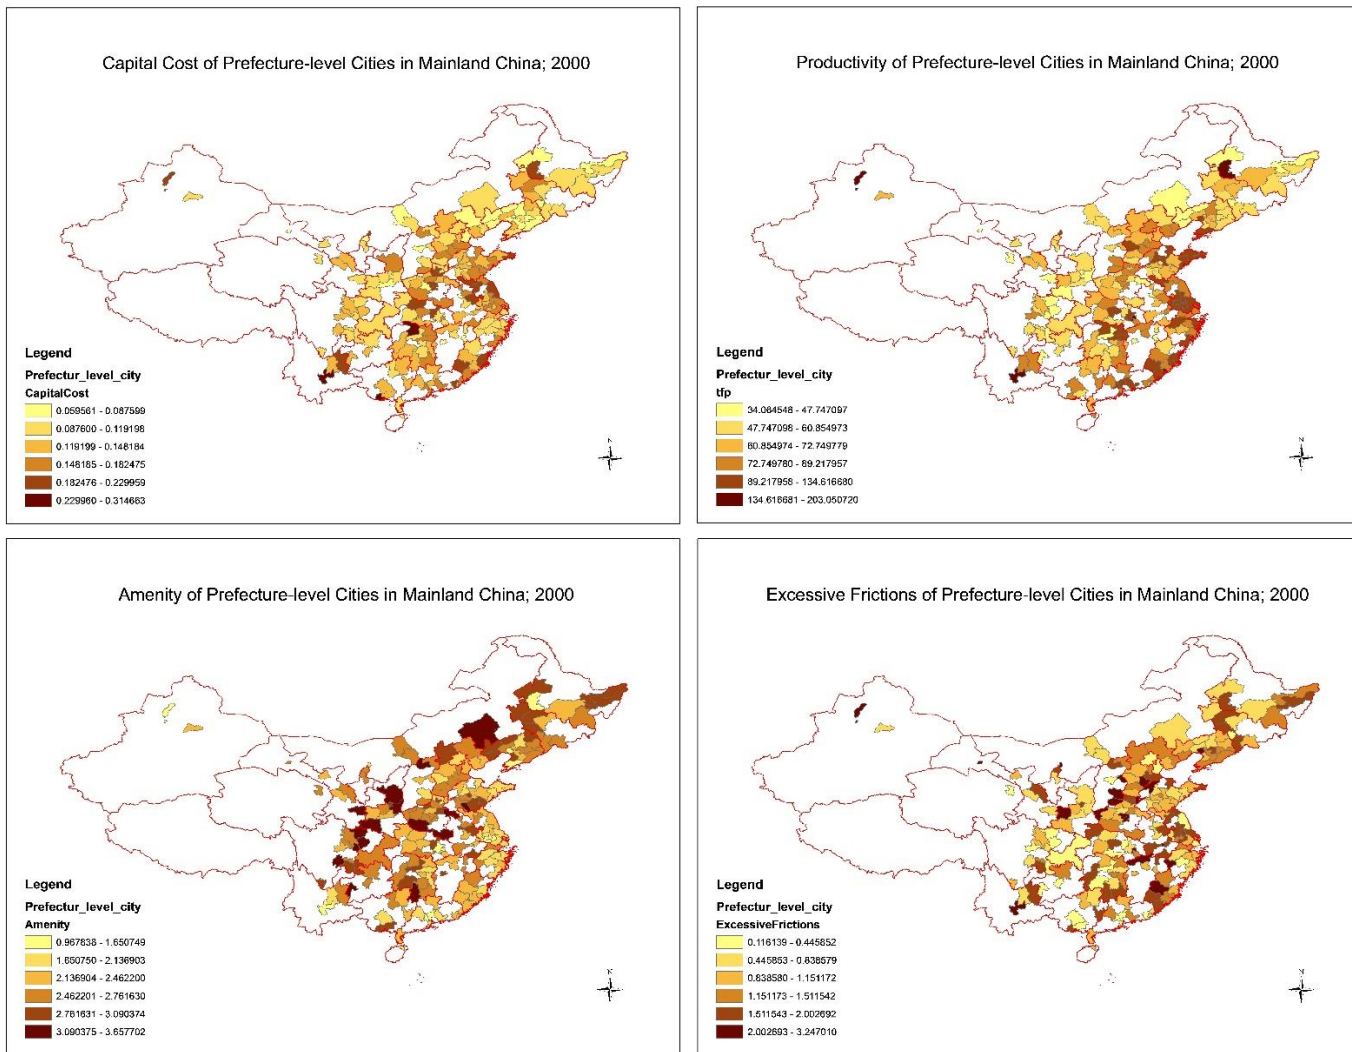 Capital Cost of Prefecture-level Cities in Mainland China; 2000
Legend
Prefectur_level_city
CapitalCost
0.059561 - 0.087599
0.087600 - 0.119198
0.119199 - 0.148184
0.148185 - 0.182475
0.182476 - 0.229959
0.229960 - 0.314663
N
Productivity of Prefecture-level Cities in Mainland China; 2000
Legend
Prefectur_level_city
tfp
34.064548 - 47.747097
47.747098 - 60.854973
60.854974 - 72.749779
72.749780 - 89.217957
89.217958 - 134.616680
134.616681 - 203.050720
N
Amenity of Prefecture-level Cities in Mainland China; 2000
Legend
Prefectur_level_city
Amenity
0.967838 - 1.650749
1.650750 - 2.136903
2.136904 - 2.462200
2.462201 - 2.761630
2.761631 - 3.090374
3.090375 - 3.657702
N
Excessive Frictions of Prefecture-level Cities in Mainland China; 2000
Legend
Prefectur_level_city
ExcessiveFrictions
0.116139 - 0.445852
0.445853 - 0.838579
0.838580 - 1.151172
1.151173 - 1.511542
1.511543 - 2.002692
2.002693 - 3.247010
N